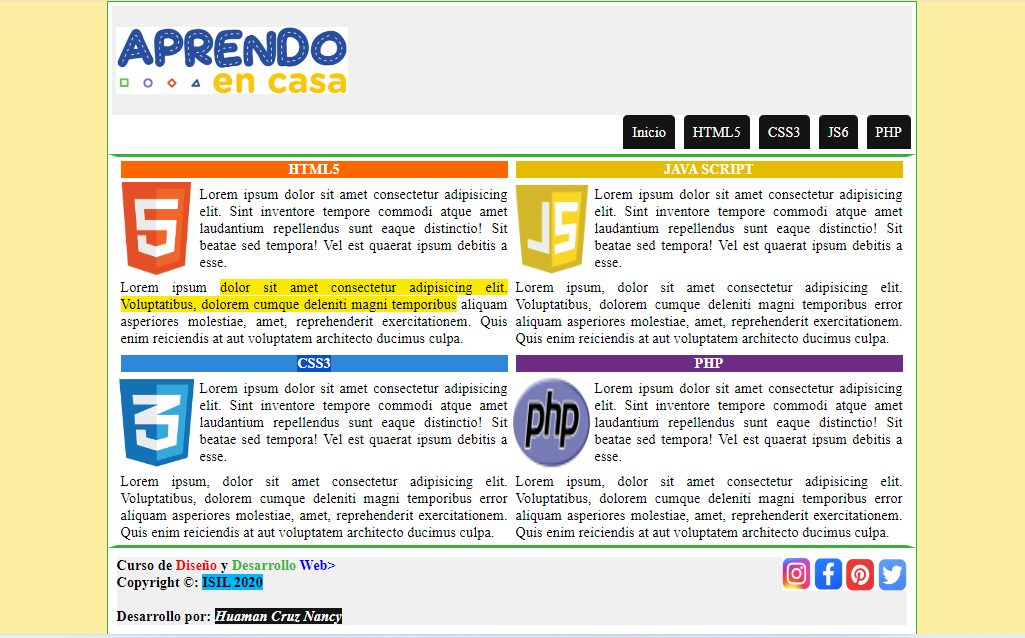 APRENDO
en casa
Inicio HTML5 CSS3 JS6 PHP
HTML5
5
Lorem ipsum dolor sit amet consectetur adipisicing
elit. Sint inventore tempore commodi atque amet
laudantium repellendus sunt eaque distinctio! Sit
beatae sed tempora! Vel est quaerat ipsum debitis a
esse.
Lorem ipsum dolor sit amet consectetur adipisicing elit.
Voluptatibus, dolorem cumque deleniti magni temporibus aliquam
asperiores molestiae, amet, reprehenderit exercitationem. Quis
enim reiciendis at aut voluptatem architecto ducimus culpa.
JAVA SCRIPT
JS
Lorem ipsum dolor sit amet consectetur adipisicing
elit. Sint inventore tempore commodi atque amet
laudantium repellendus sunt eaque distinctio! Sit
beatae sed tempora! Vel est quaerat ipsum debitis a
esse.
Lorem ipsum, dolor sit amet consectetur adipisicing elit.
Voluptatibus, dolorem cumque deleniti magni temporibus error
aliquam asperiores molestiae, amet, reprehenderit exercitationem.
Quis enim reiciendis at aut voluptatem architecto ducimus culpa.
CSS3
3
Lorem ipsum dolor sit amet consectetur adipisicing
elit. Sint inventore tempore commodi atque amet
laudantium repellendus sunt eaque distinctio! Sit
beatae sed tempora! Vel est quaerat ipsum debitis a
esse.
Lorem ipsum, dolor sit amet consectetur adipisicing elit.
Voluptatibus, dolorem cumque deleniti magni temporibus error
aliquam asperiores molestiae, amet, reprehenderit exercitationem.
Quis enim reiciendis at aut voluptatem architecto ducimus culpa.
PHP
php
Lorem ipsum dolor sit amet consectetur adipisicing
elit. Sint inventore tempore commodi atque amet
laudantium repellendus sunt eaque distinctio! Sit
beatae sed tempora! Vel est quaerat ipsum debitis a
esse.
Lorem ipsum, dolor sit amet consectetur adipisicing elit.
Voluptatibus, dolorem cumque deleniti magni temporibus error
aliquam asperiores molestiae, amet, reprehenderit exercitationem.
Quis enim reiciendis at aut voluptatem architecto ducimus culpa.
Curso de Diseño y Desarrollo Web>
Copyright ©: ISIL 2020
Desarrollo por: Huaman Cruz Nancy